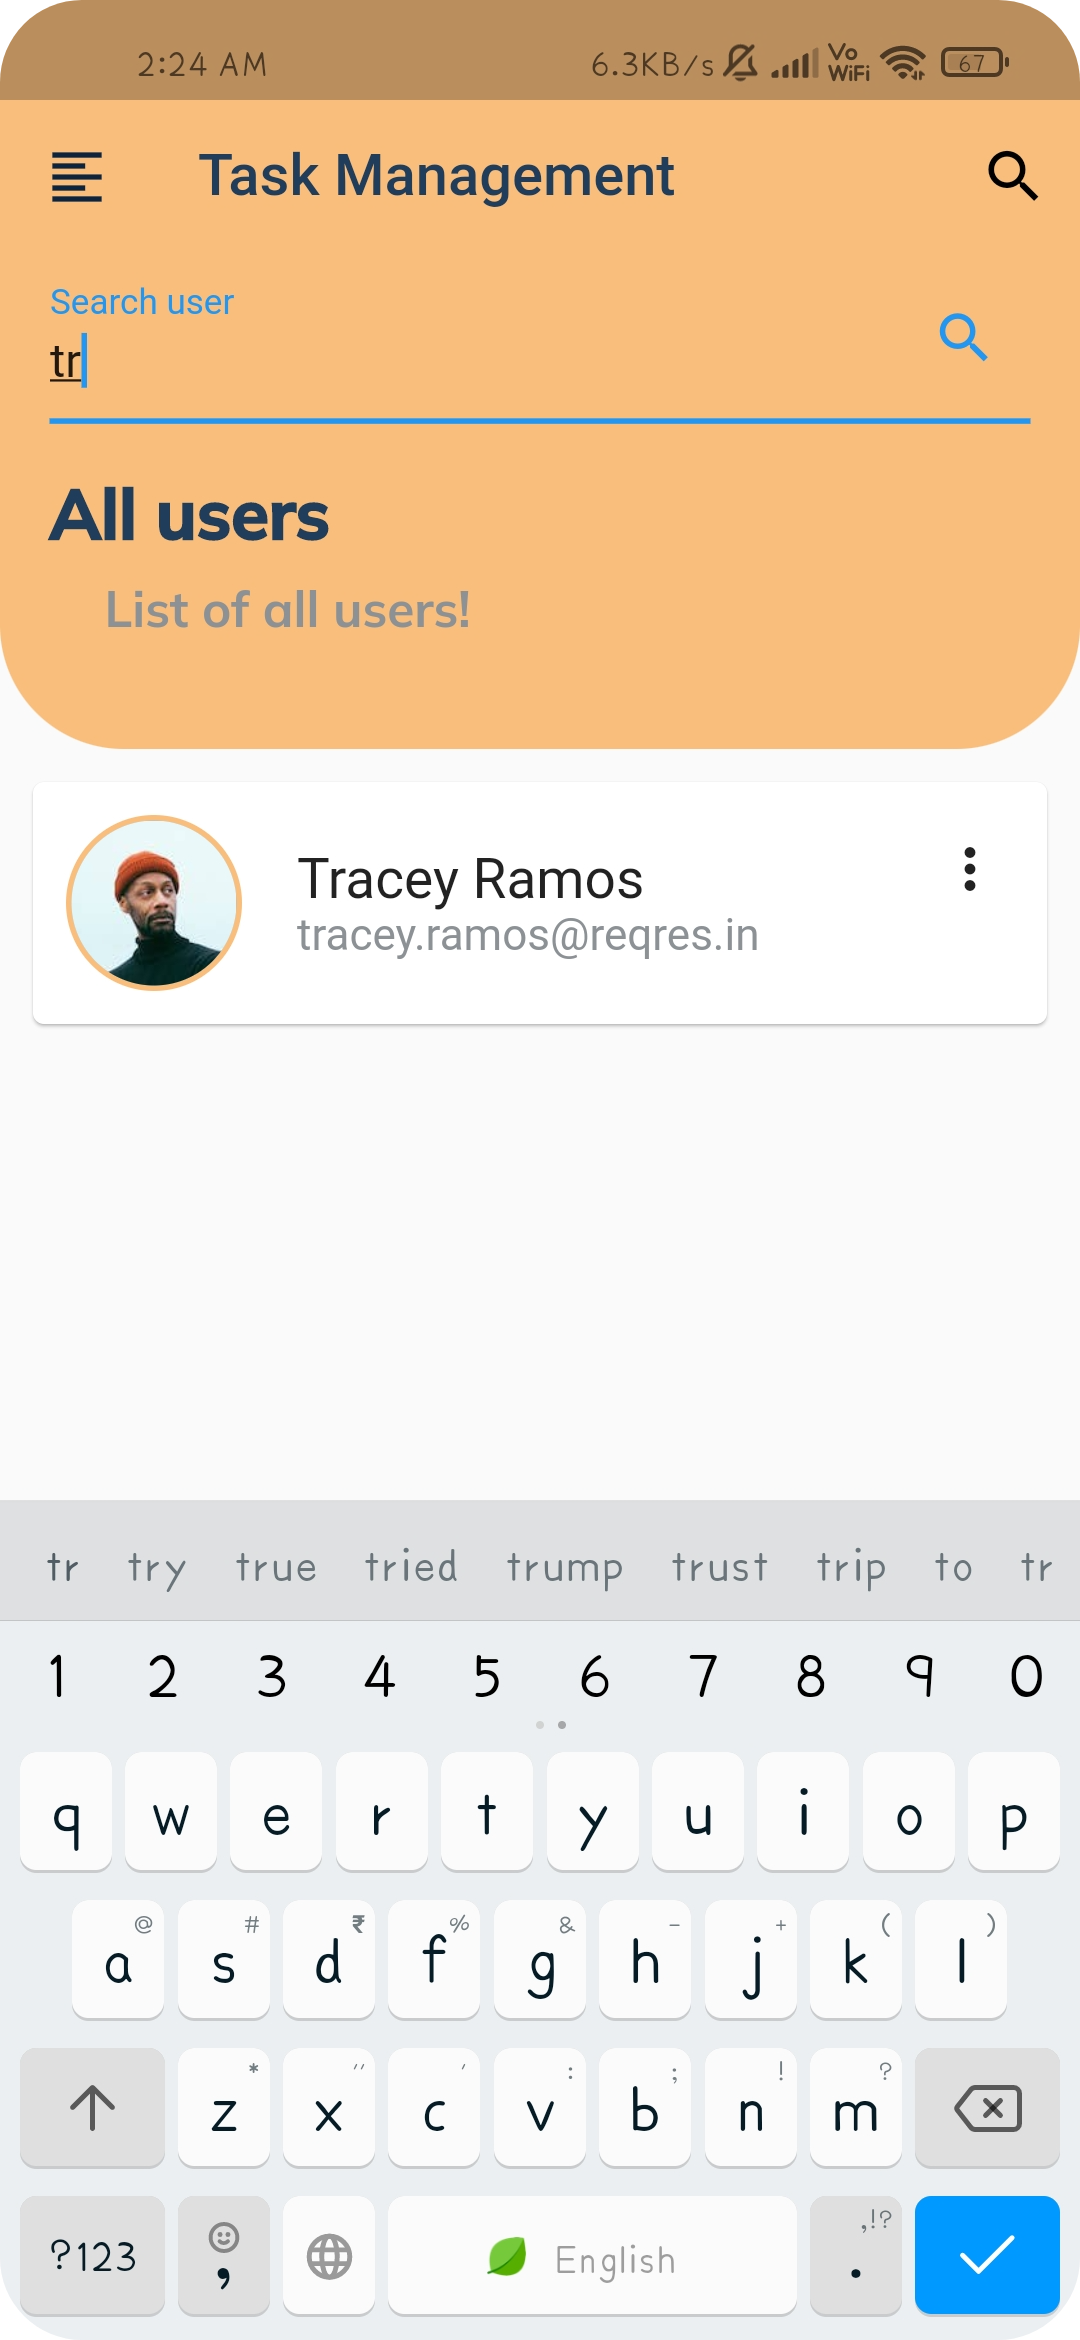 2:24 AM 6.3KB/s Vo WiFi 67
Task Management
Search user
tr
All users
List of all users!
Tracey Ramos
tracey.ramos@reqres.in
tr try true tried trump trust trip to tr
1 2 3 4 5 6 7 8 9 0
q w e r t y u i o p
@ # ₹ % & - + ( )
a s d f g h j k l
* " ' : ; ! ?
z x c v b n m
,!?
?123 , English .